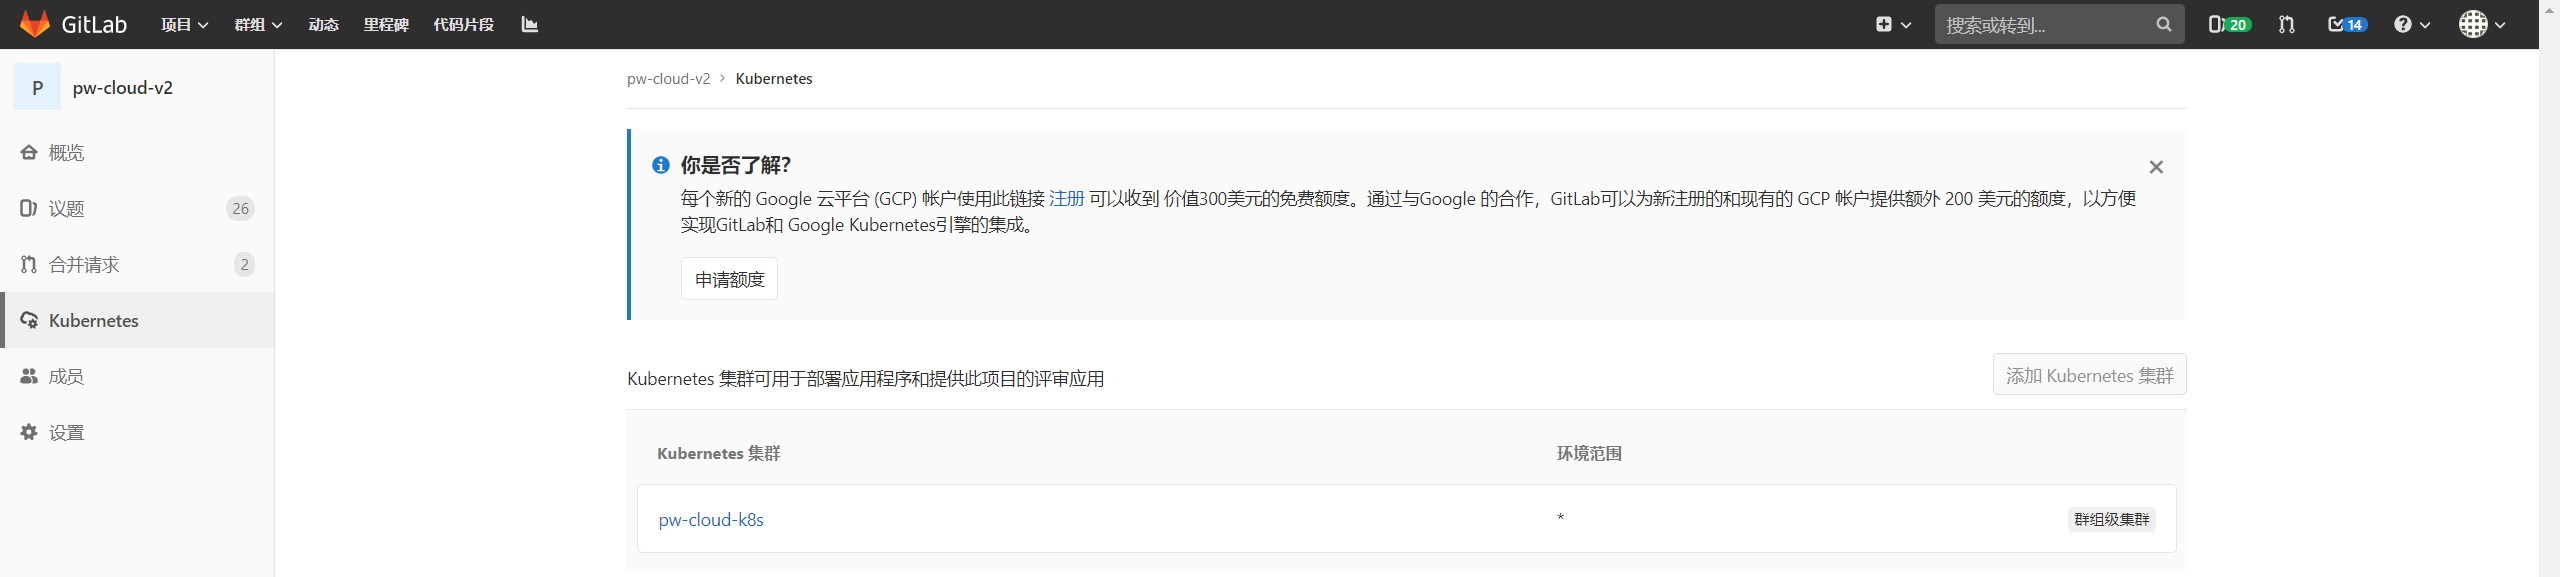 GitLab 项目 群组 动态 里程碑 代码片段 搜索或转到... 20 14
P pw-cloud-v2
概览
议题 26
合并请求 2
Kubernetes
成员
设置
pw-cloud-v2 > Kubernetes
你是否了解?
每个新的 Google 云平台 (GCP) 帐户使用此链接 注册 可以收到 价值300美元的免费额度。通过与Google 的合作，GitLab可以为新注册的和现有的 GCP 帐户提供额外 200 美元的额度，以方便
实现GitLab和 Google Kubernetes引擎的集成。
申请额度
Kubernetes 集群可用于部署应用程序和提供此项目的评审应用 添加 Kubernetes 集群
Kubernetes 集群 环境范围
pw-cloud-k8s * 群组级集群